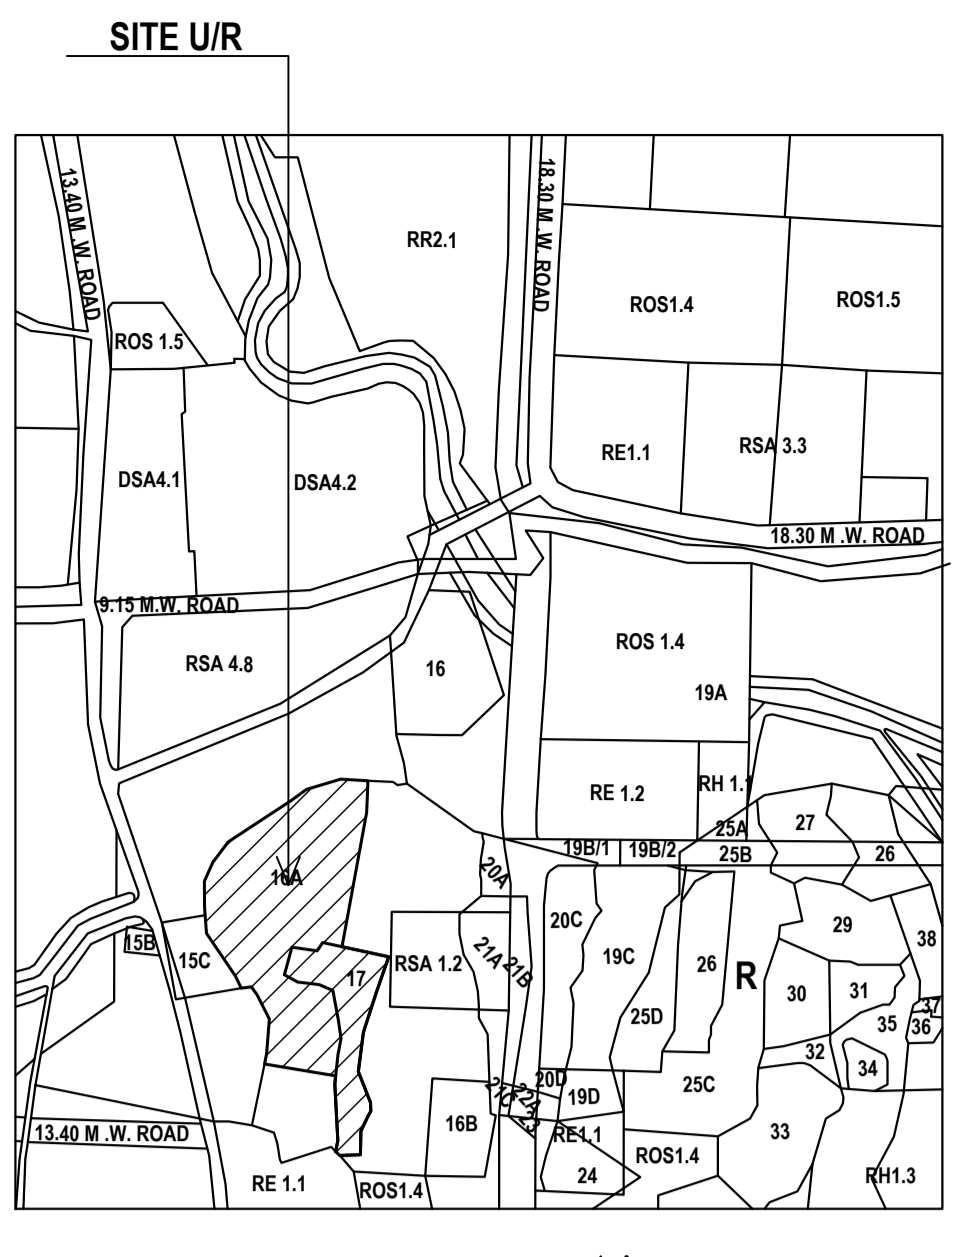 SITE U/R
13.40 M .W. ROAD
18.30 M .W. ROAD
RR2.1
ROS1.4
ROS1.5
ROS 1.5
RE1.1
RSA 3.3
DSA4.1
DSA4.2
18.30 M .W. ROAD
9.15 M.W. ROAD
ROS 1.4
RSA 4.8
16
19A
RE 1.2
RH 1.1
25A
27
19B/1
19B/2
25B
26
20A
16A
20C
29
38
15B
15C
17
RSA 1.2
21A
21B
19C
26
R
30
31
37
25D
35
36
32
34
20D
19D
25C
21C
22A
23
13.40 M .W. ROAD
16B
RE1.1
33
ROS1.4
24
RH1.3
RE 1.1
ROS1.4